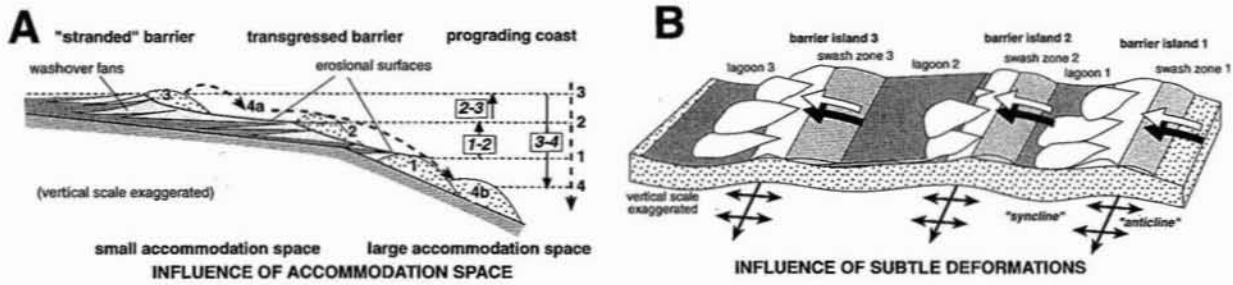 A
"stranded" barrier transgressed barrier prograding coast
washover fans erosional surfaces
3 4a 2-3 3
2 2
1-2 3-4
1 1
4b 4
(vertical scale exaggerated)
small accommodation space large accommodation space
INFLUENCE OF ACCOMMODATION SPACE
B
barrier island 3 barrier island 2 barrier island 1
swash zone 3 swash zone 2 swash zone 1
lagoon 3 lagoon 2 lagoon 1
vertical scale
exaggerated
"syncline" "anticline"
INFLUENCE OF SUBTLE DEFORMATIONS